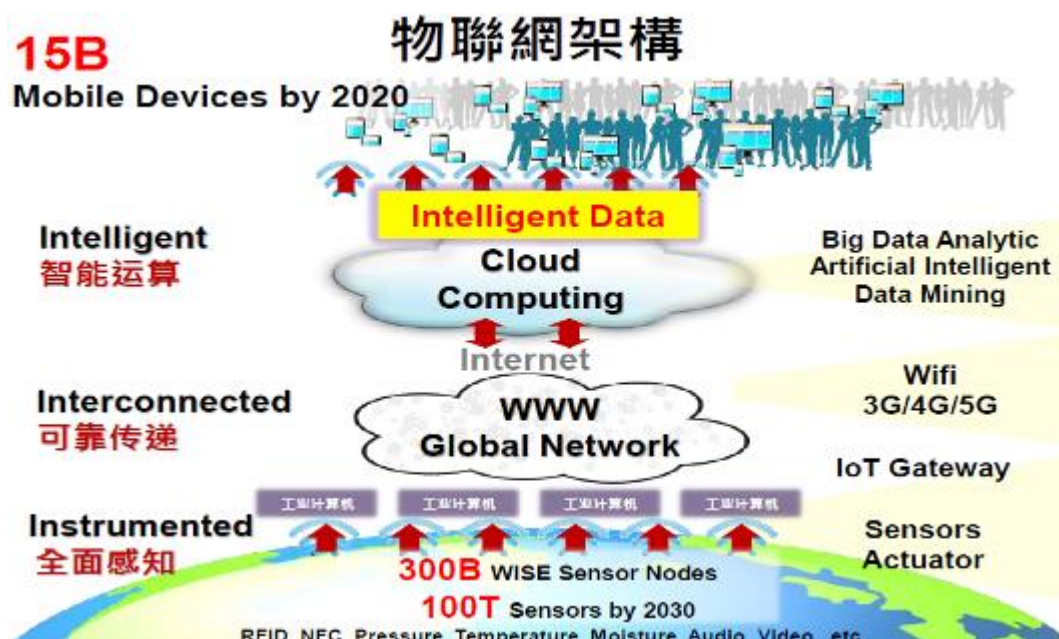 物聯網架構
15B
Mobile Devices by 2020
Intelligent Data
Intelligent
智能运算
Cloud
Computing
Big Data Analytic
Artificial Intelligent
Data Mining
Internet
Interconnected
可靠传递
WWW
Global Network
Wifi
3G/4G/5G
IoT Gateway
工业计算机 工业计算机 工业计算机 工业计算机
Instrumented
全面感知
Sensors
Actuator
300B WISE Sensor Nodes
100T Sensors by 2030
RFID, NFC, Pressure, Temperature, Moisture, Audio, Video, etc